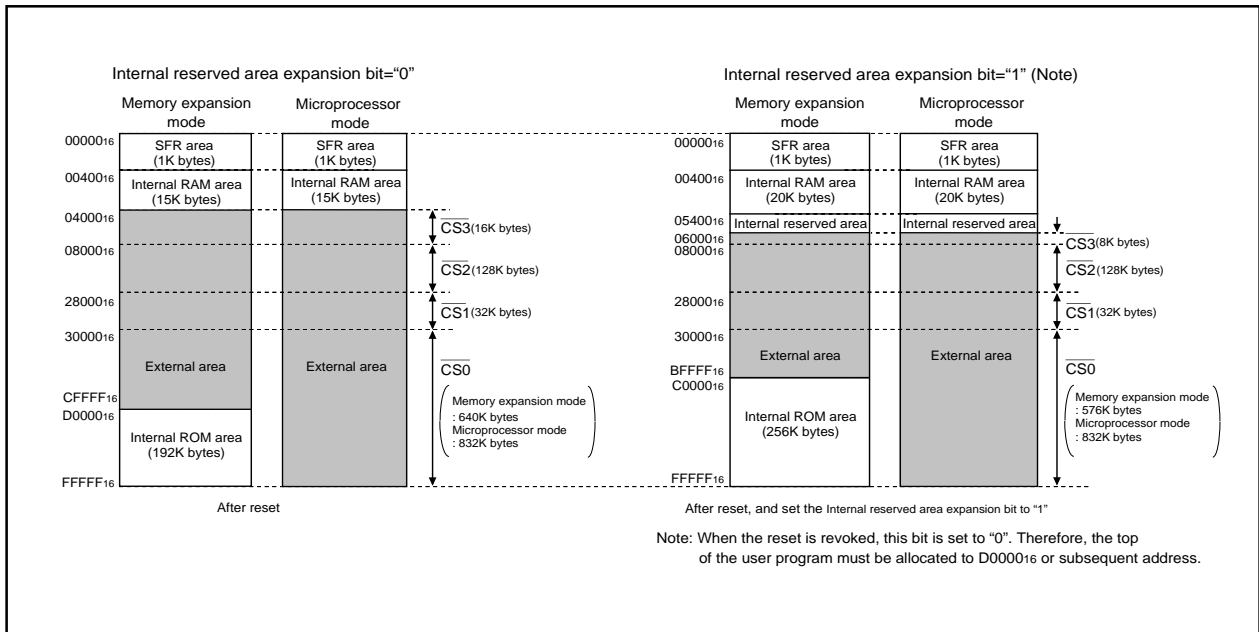 Internal reserved area expansion bit=“0”
Memory expansion
mode
Microprocessor
mode
00000₁₆
SFR area
(1K bytes)
SFR area
(1K bytes)
00400₁₆
Internal RAM area
(15K bytes)
Internal RAM area
(15K bytes)
04000₁₆
CS3(16K bytes)
08000₁₆
CS2(128K bytes)
28000₁₆
CS1(32K bytes)
30000₁₆
External area
External area
CS0
Memory expansion mode
: 640K bytes
Microprocessor mode
: 832K bytes
CFFFF₁₆
D0000₁₆
Internal ROM area
(192K bytes)
FFFFF₁₆
After reset
Internal reserved area expansion bit=“1” (Note)
Memory expansion
mode
Microprocessor
mode
00000₁₆
SFR area
(1K bytes)
SFR area
(1K bytes)
00400₁₆
Internal RAM area
(20K bytes)
Internal RAM area
(20K bytes)
05400₁₆
Internal reserved area
Internal reserved area
06000₁₆
CS3(8K bytes)
08000₁₆
CS2(128K bytes)
28000₁₆
CS1(32K bytes)
30000₁₆
External area
External area
CS0
BFFFF₁₆
C0000₁₆
Memory expansion mode
: 576K bytes
Microprocessor mode
: 832K bytes
Internal ROM area
(256K bytes)
FFFFF₁₆
After reset, and set the Internal reserved area expansion bit to “1”
Note: When the reset is revoked, this bit is set to “0”. Therefore, the top
of the user program must be allocated to D0000₁₆ or subsequent address.